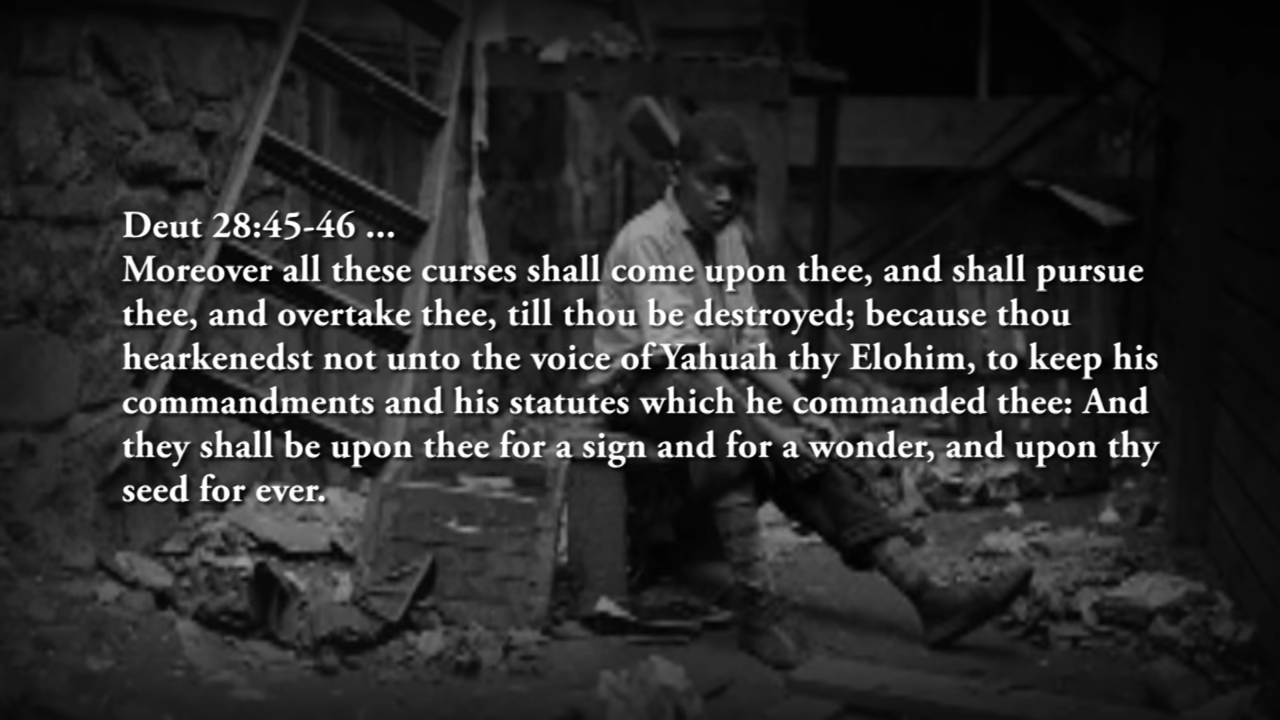 Deut 28:45-46 ...
Moreover all these curses shall come upon thee, and shall pursue
thee, and overtake thee, till thou be destroyed; because thou
hearkenedst not unto the voice of Yahuah thy Elohim, to keep his
commandments and his statutes which he commanded thee: And
they shall be upon thee for a sign and for a wonder, and upon thy
seed for ever.